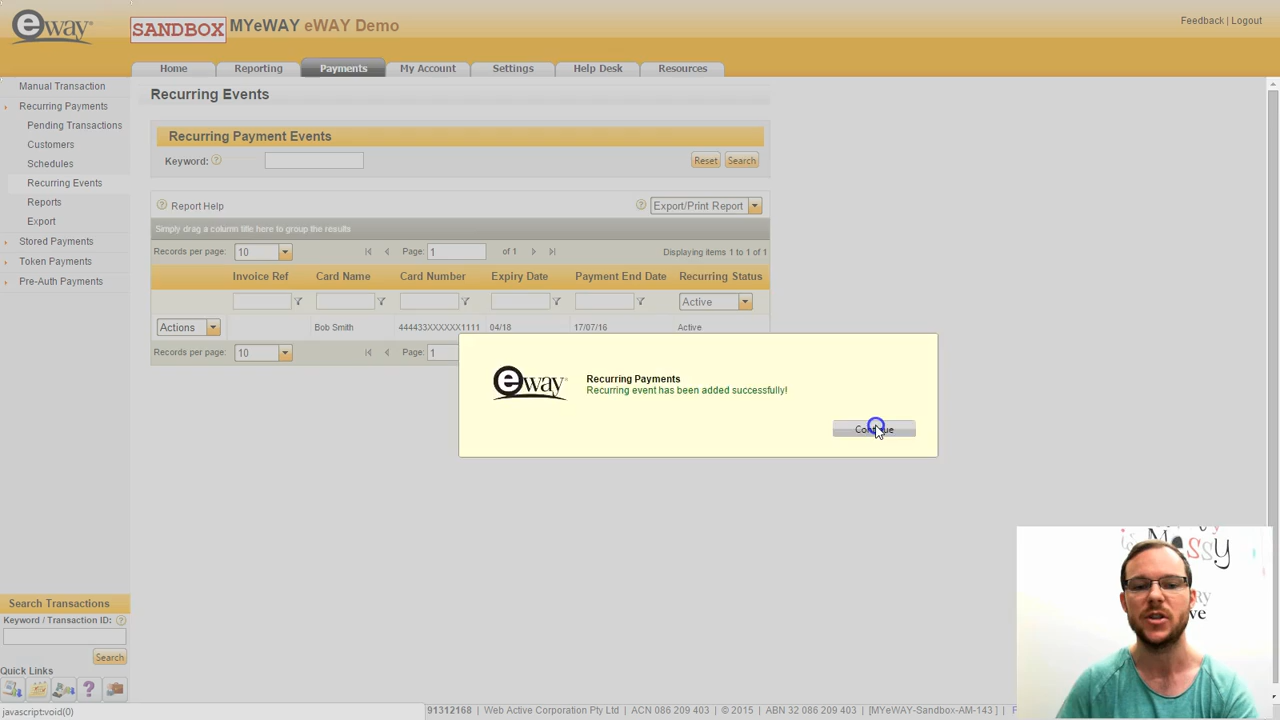 eway
SANDBOX
MYeWAY eWAY Demo
Feedback | Logout
Home
Reporting
Payments
My Account
Settings
Help Desk
Resources
Manual Transaction
Recurring Payments
Pending Transactions
Customers
Schedules
Recurring Events
Reports
Export
Stored Payments
Token Payments
Pre-Auth Payments
Recurring Events
Recurring Payment Events
Keyword: ?
Reset Search
? Report Help
? Export/Print Report
Simply drag a column title here to group the results
Records per page: 10 Page: 1 of 1 Displaying items 1 to 1 of 1
Invoice Ref Card Name Card Number Expiry Date Payment End Date Recurring Status
Active
Actions Bob Smith 444433XXXXXX1111 04/18 17/07/16 Active
Records per page: 10 Page: 1
eway
Recurring Payments
Recurring event has been added successfully!
Continue
Search Transactions
Keyword / Transaction ID: ?
Search
Quick Links
?
javascript:void(0)
91312168 | Web Active Corporation Pty Ltd | ACN 086 209 403 | © 2015 | ABN 32 086 209 403 | [MYeWAY-Sandbox-AM-143 ]